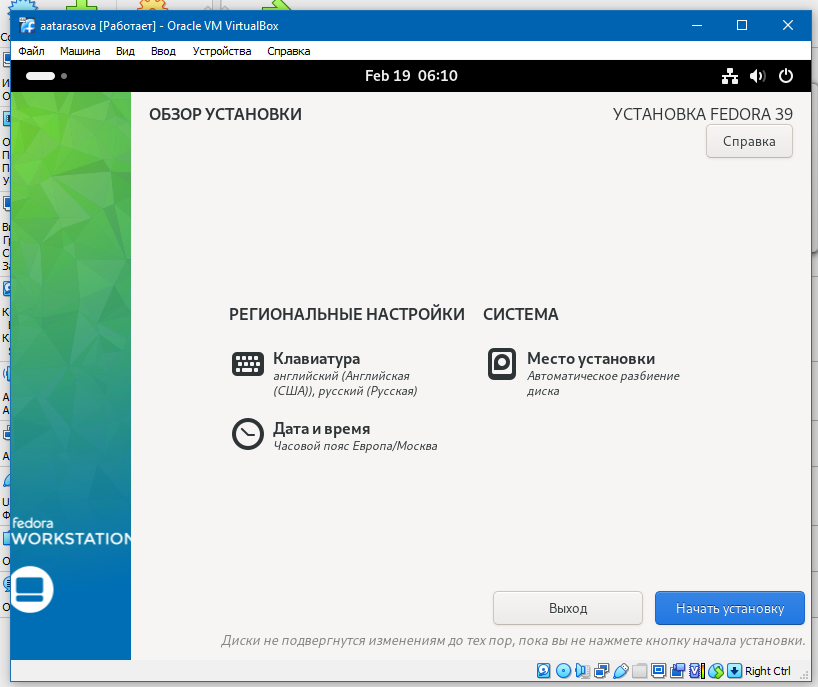 aatarasova [Работает] - Oracle VM VirtualBox
Файл Машина Вид Ввод Устройства Справка
Feb 19 06:10
ОБЗОР УСТАНОВКИ
УСТАНОВКА FEDORA 39
Справка
РЕГИОНАЛЬНЫЕ НАСТРОЙКИ
Клавиатура
английский (Английская
(США)), русский (Русская)
Дата и время
Часовой пояс Европа/Москва
СИСТЕМА
Место установки
Автоматическое разбиение
диска
fedora
WORKSTATION
Выход
Начать установку
Диски не подвергнутся изменениям до тех пор, пока вы не нажмете кнопку начала установки.
Right Ctrl